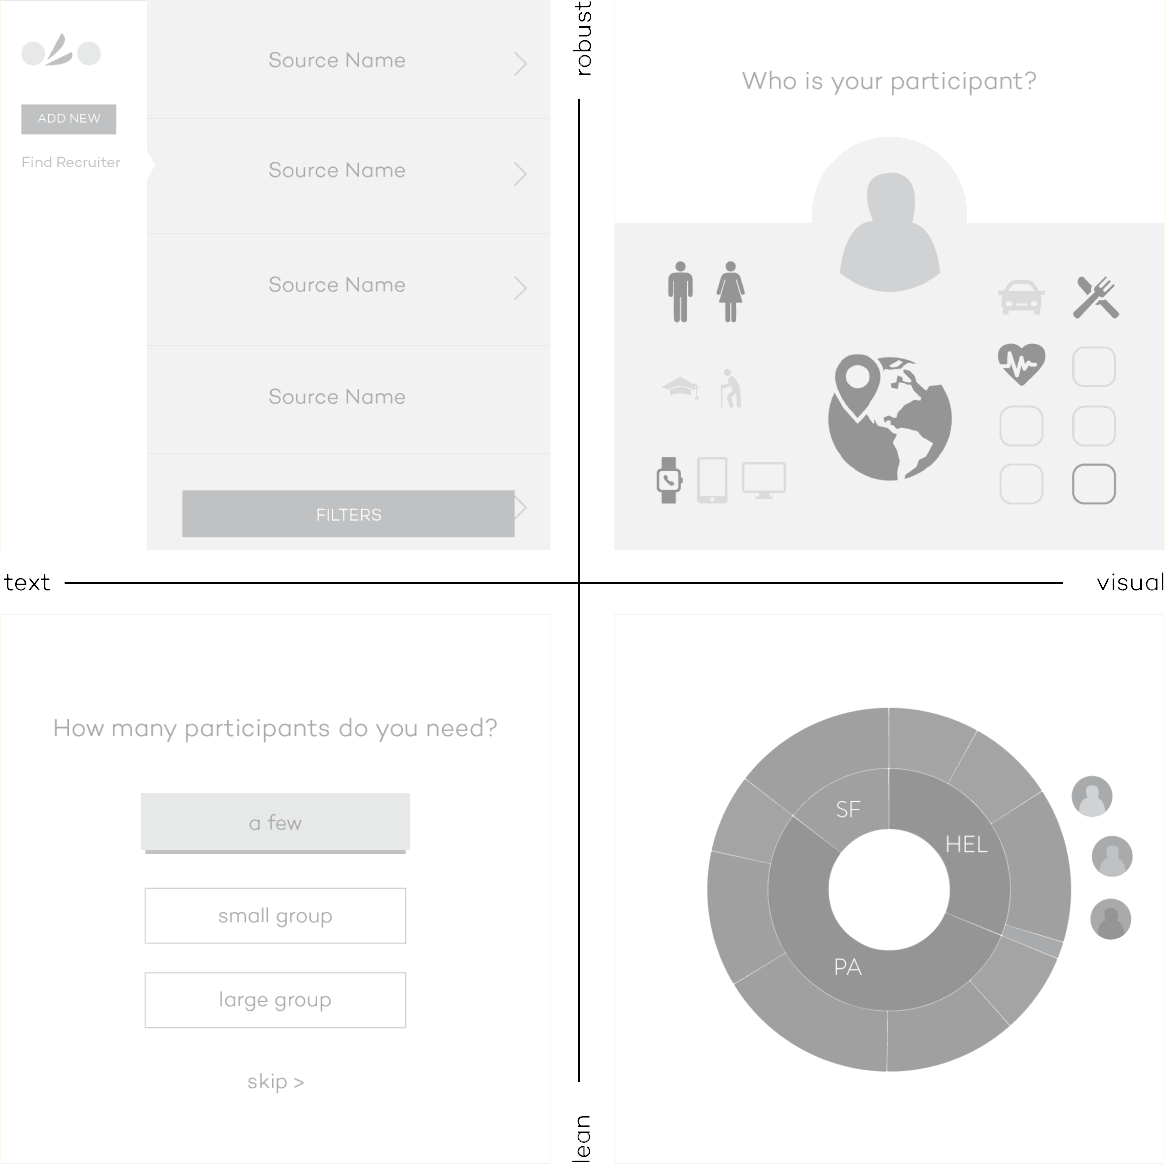 robust
ADD NEW
Find Recruiter
Source Name
Source Name
Source Name
Source Name
FILTERS
Who is your participant?
text
visual
How many participants do you need?
a few
small group
large group
skip >
SF
HEL
PA
lean